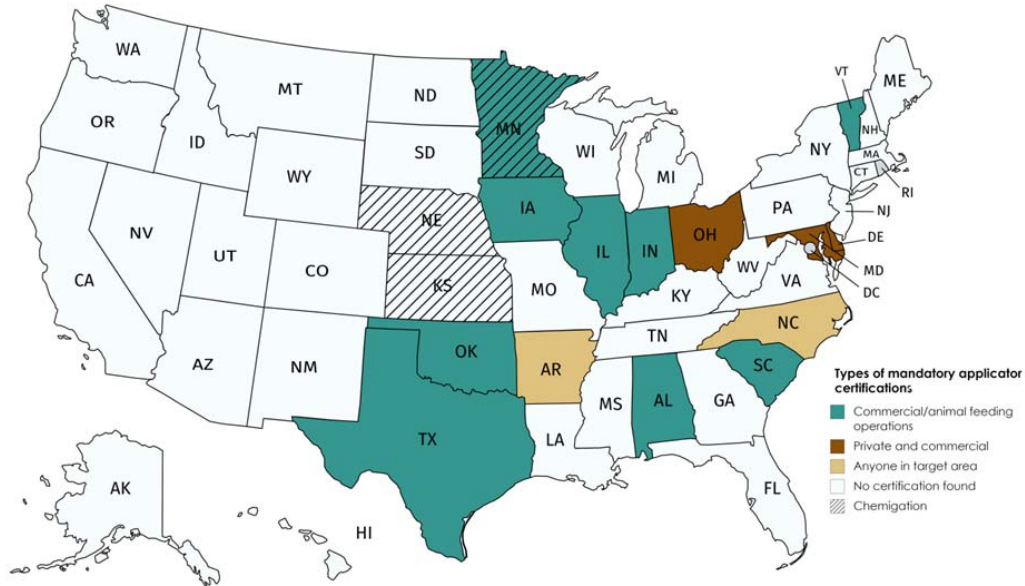 WA
MT
ND
MN
OR
ID
SD
WI
MI
VT
ME
NH
NY
MA
CT
RI
WY
NE
IA
PA
NJ
NV
UT
CO
IL
IN
OH
DE
MD
DC
CA
KS
MO
WV
VA
KY
NC
TN
AZ
NM
OK
AR
SC
TX
LA
MS
AL
GA
FL
AK
HI
Types of mandatory applicator
certifications
Commercial/animal feeding
operations
Private and commercial
Anyone in target area
No certification found
Chemigation